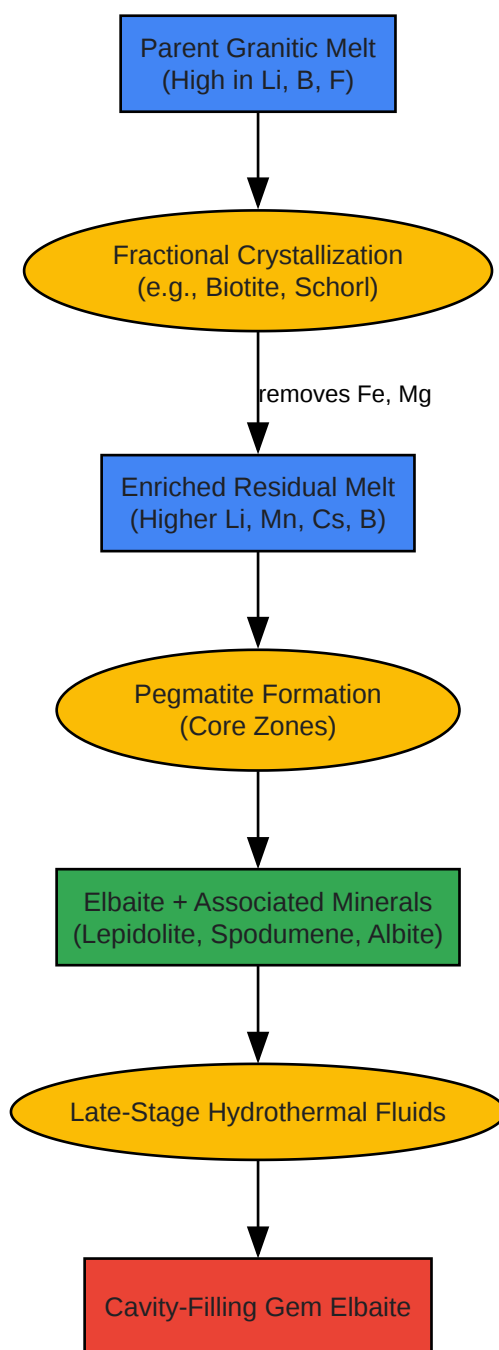 Parent Granitic Melt
(High in Li, B, F)
Fractional Crystallization
(e.g., Biotite, Schorl)
removes Fe, Mg
Enriched Residual Melt
(Higher Li, Mn, Cs, B)
Pegmatite Formation
(Core Zones)
Elbaite + Associated Minerals
(Lepidolite, Spodumene, Albite)
Late-Stage Hydrothermal Fluids
Cavity-Filling Gem Elbaite